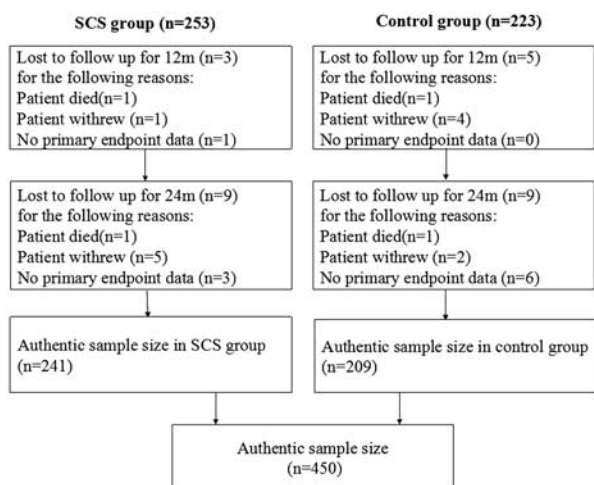 SCS group (n=253)
Control group (n=223)
Lost to follow up for 12m (n=3)
for the following reasons:
Patient died(n=1)
Patient withrew (n=1)
No primary endpoint data (n=1)
Lost to follow up for 12m (n=5)
for the following reasons:
Patient died(n=1)
Patient withrew (n=4)
No primary endpoint data (n=0)
Lost to follow up for 24m (n=9)
for the following reasons:
Patient died(n=1)
Patient withrew (n=5)
No primary endpoint data (n=3)
Lost to follow up for 24m (n=9)
for the following reasons:
Patient died(n=1)
Patient withrew (n=2)
No primary endpoint data (n=6)
Authentic sample size in SCS group
(n=241)
Authentic sample size in control group
(n=209)
Authentic sample size
(n=450)